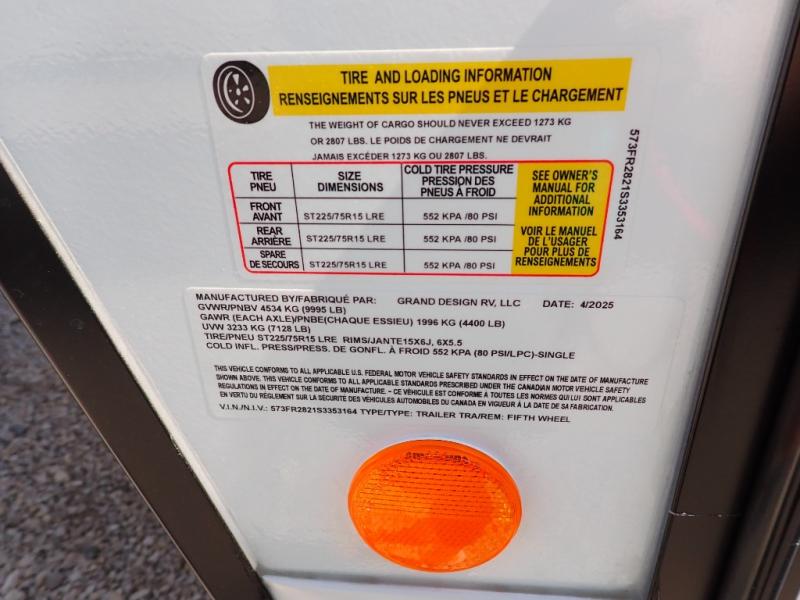 TIRE AND LOADING INFORMATION
RENSEIGNEMENTS SUR LES PNEUS ET LE CHARGEMENT
THE WEIGHT OF CARGO SHOULD NEVER EXCEED 1273 KG
OR 2807 LBS. LE POIDS DE CHARGEMENT NE DEVRAIT
JAMAIS EXCÉDER 1273 KG OU 2807 LBS.
TIRE
PNEU
SIZE
DIMENSIONS
COLD TIRE PRESSURE
PRESSION DES
PNEUS À FROID
FRONT
AVANT
ST225/75R15 LRE
552 KPA /80 PSI
REAR
ARRIÈRE
ST225/75R15 LRE
552 KPA /80 PSI
SPARE
DE SECOURS
ST225/75R15 LRE
552 KPA /80 PSI
SEE OWNER'S
MANUAL FOR
ADDITIONAL
INFORMATION
VOIR LE MANUEL
DE L'USAGER
POUR PLUS DE
RENSEIGNEMENTS
573FR2821S3353164
MANUFACTURED BY/FABRIQUÉ PAR: GRAND DESIGN RV, LLC DATE: 4/2025
GVWR/PNBV 4534 KG (9995 LB)
GAWR (EACH AXLE)/PNBE(CHAQUE ESSIEU) 1996 KG (4400 LB)
UVW 3233 KG (7128 LB)
TIRE/PNEU ST225/75R15 LRE RIMS/JANTE15X6J, 6X5.5
COLD INFL. PRESS/PRESS. DE GONFL. À FROID 552 KPA (80 PSI/LPC)-SINGLE
THIS VEHICLE CONFORMS TO ALL APPLICABLE U.S. FEDERAL MOTOR VEHICLE SAFETY STANDARDS IN EFFECT ON THE DATE OF MANUFACTURE
SHOWN ABOVE. THIS VEHICLE CONFORMS TO ALL APPLICABLE STANDARDS PRESCRIBED UNDER THE CANADIAN MOTOR VEHICLE SAFETY
REGULATIONS IN EFFECT ON THE DATE OF MANUFACTURE. - CE VÉHICULE EST CONFORME À TOUTES LES NORMES QUI LUI SONT APPLICABLES
EN VERTU DU RÈGLEMENT SUR LA SÉCURITÉ DES VÉHICULES AUTOMOBILES DU CANADA EN VIGUEUR À LA DATE DE SA FABRICATION.
V.I.N./N.I.V.: 573FR2821S3353164 TYPE/TYPE: TRAILER TRA/REM: FIFTH WHEEL